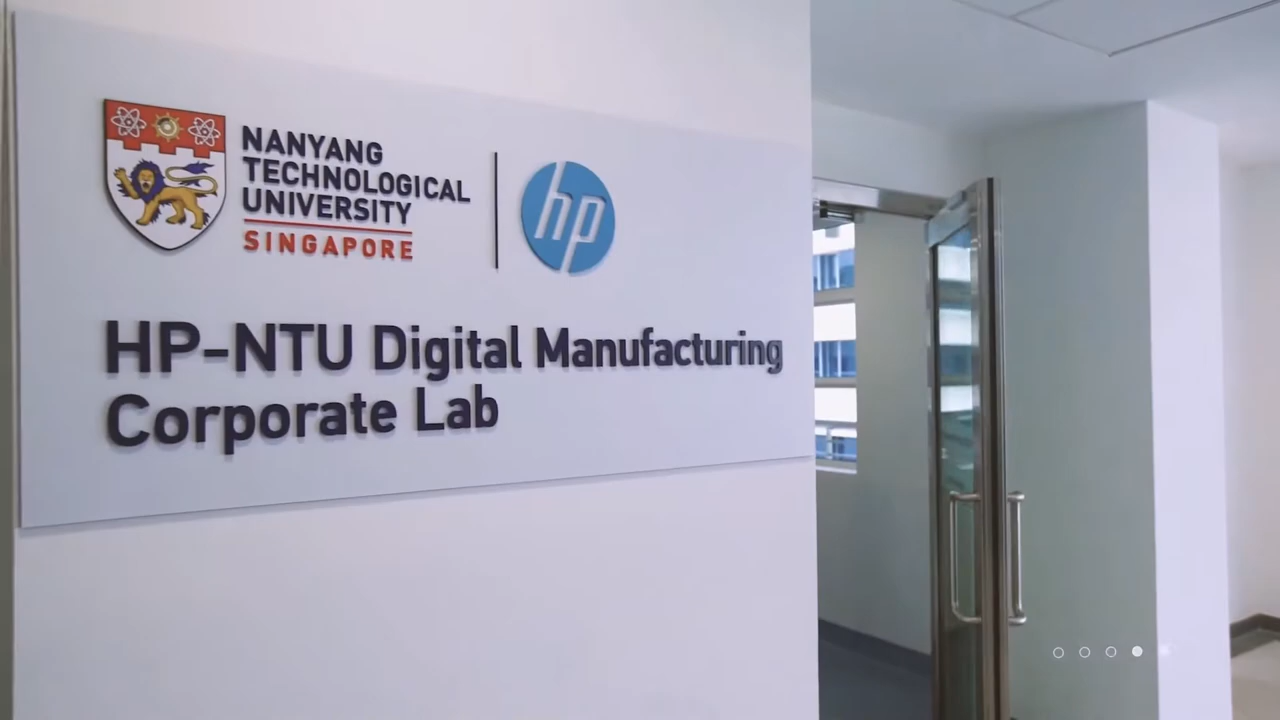 NANYANG
TECHNOLOGICAL
UNIVERSITY
SINGAPORE
hp
HP-NTU Digital Manufacturing
Corporate Lab